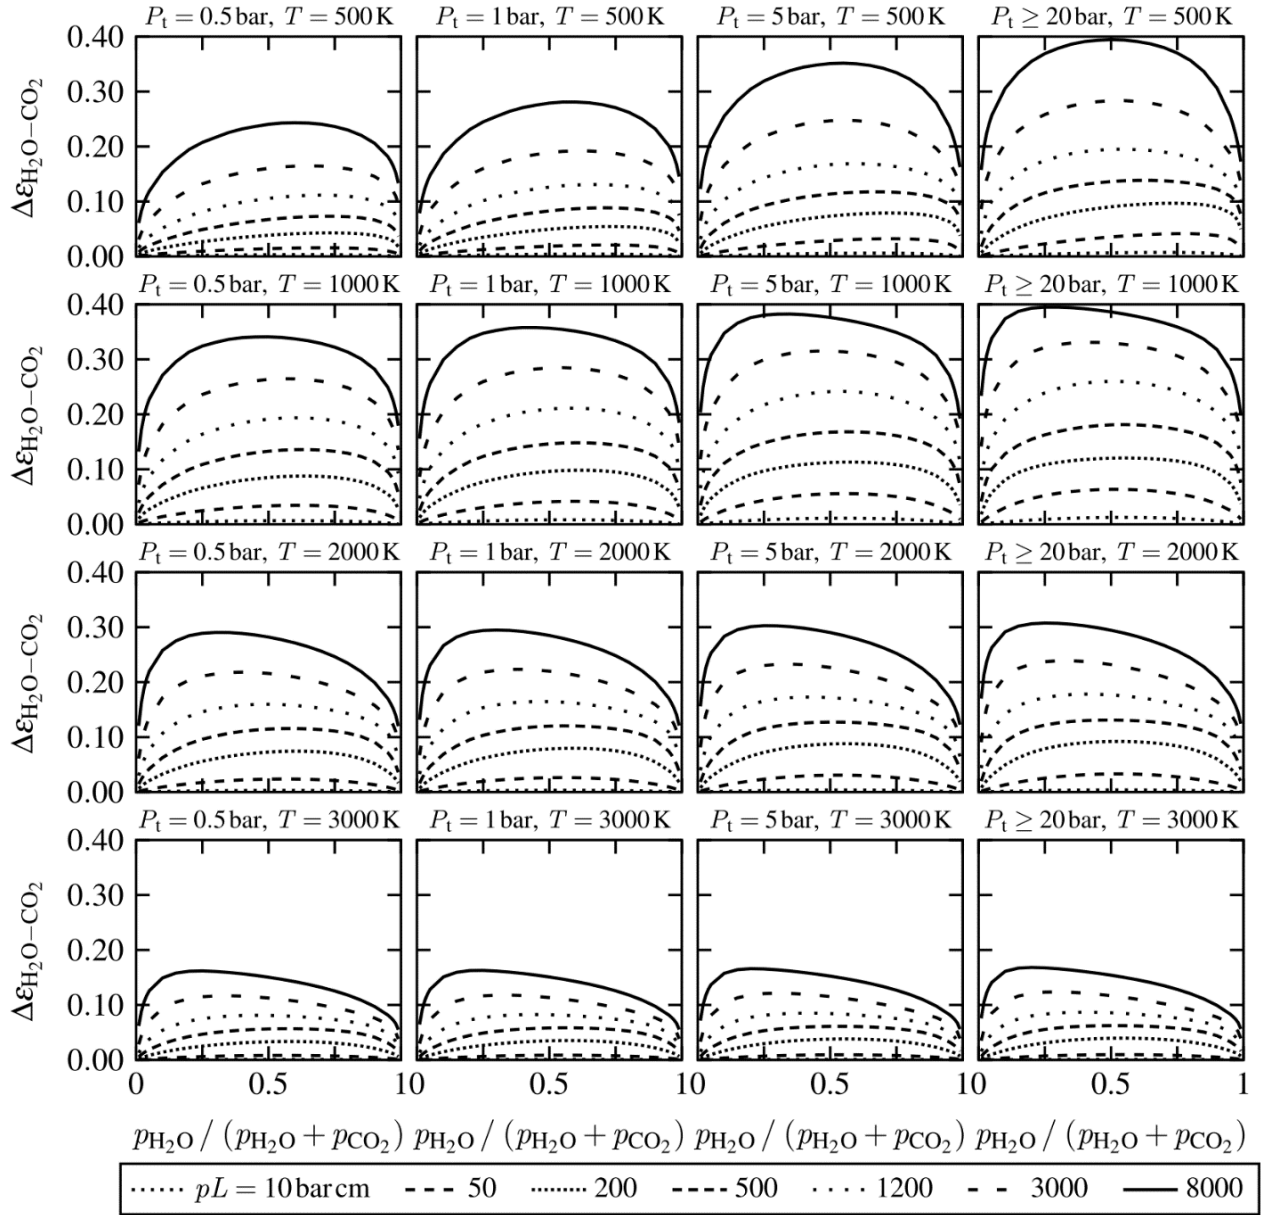 P_t = 0.5 bar, T = 500 K P_t = 1 bar, T = 500 K P_t = 5 bar, T = 500 K P_t ≥ 20 bar, T = 500 K
0.40
0.30
0.20
0.10
0.00
Δε_H₂O−CO₂
P_t = 0.5 bar, T = 1000 K P_t = 1 bar, T = 1000 K P_t = 5 bar, T = 1000 K P_t ≥ 20 bar, T = 1000 K
0.40
0.30
0.20
0.10
0.00
Δε_H₂O−CO₂
P_t = 0.5 bar, T = 2000 K P_t = 1 bar, T = 2000 K P_t = 5 bar, T = 2000 K P_t ≥ 20 bar, T = 2000 K
0.40
0.30
0.20
0.10
0.00
Δε_H₂O−CO₂
P_t = 0.5 bar, T = 3000 K P_t = 1 bar, T = 3000 K P_t = 5 bar, T = 3000 K P_t ≥ 20 bar, T = 3000 K
0.40
0.30
0.20
0.10
0.00
Δε_H₂O−CO₂
0 0.5 10 0.5 10 0.5 10 0.5 1
p_H₂O / (p_H₂O + p_CO₂) p_H₂O / (p_H₂O + p_CO₂) p_H₂O / (p_H₂O + p_CO₂) p_H₂O / (p_H₂O + p_CO₂)
pL = 10 bar cm 50 200 500 1200 3000 8000